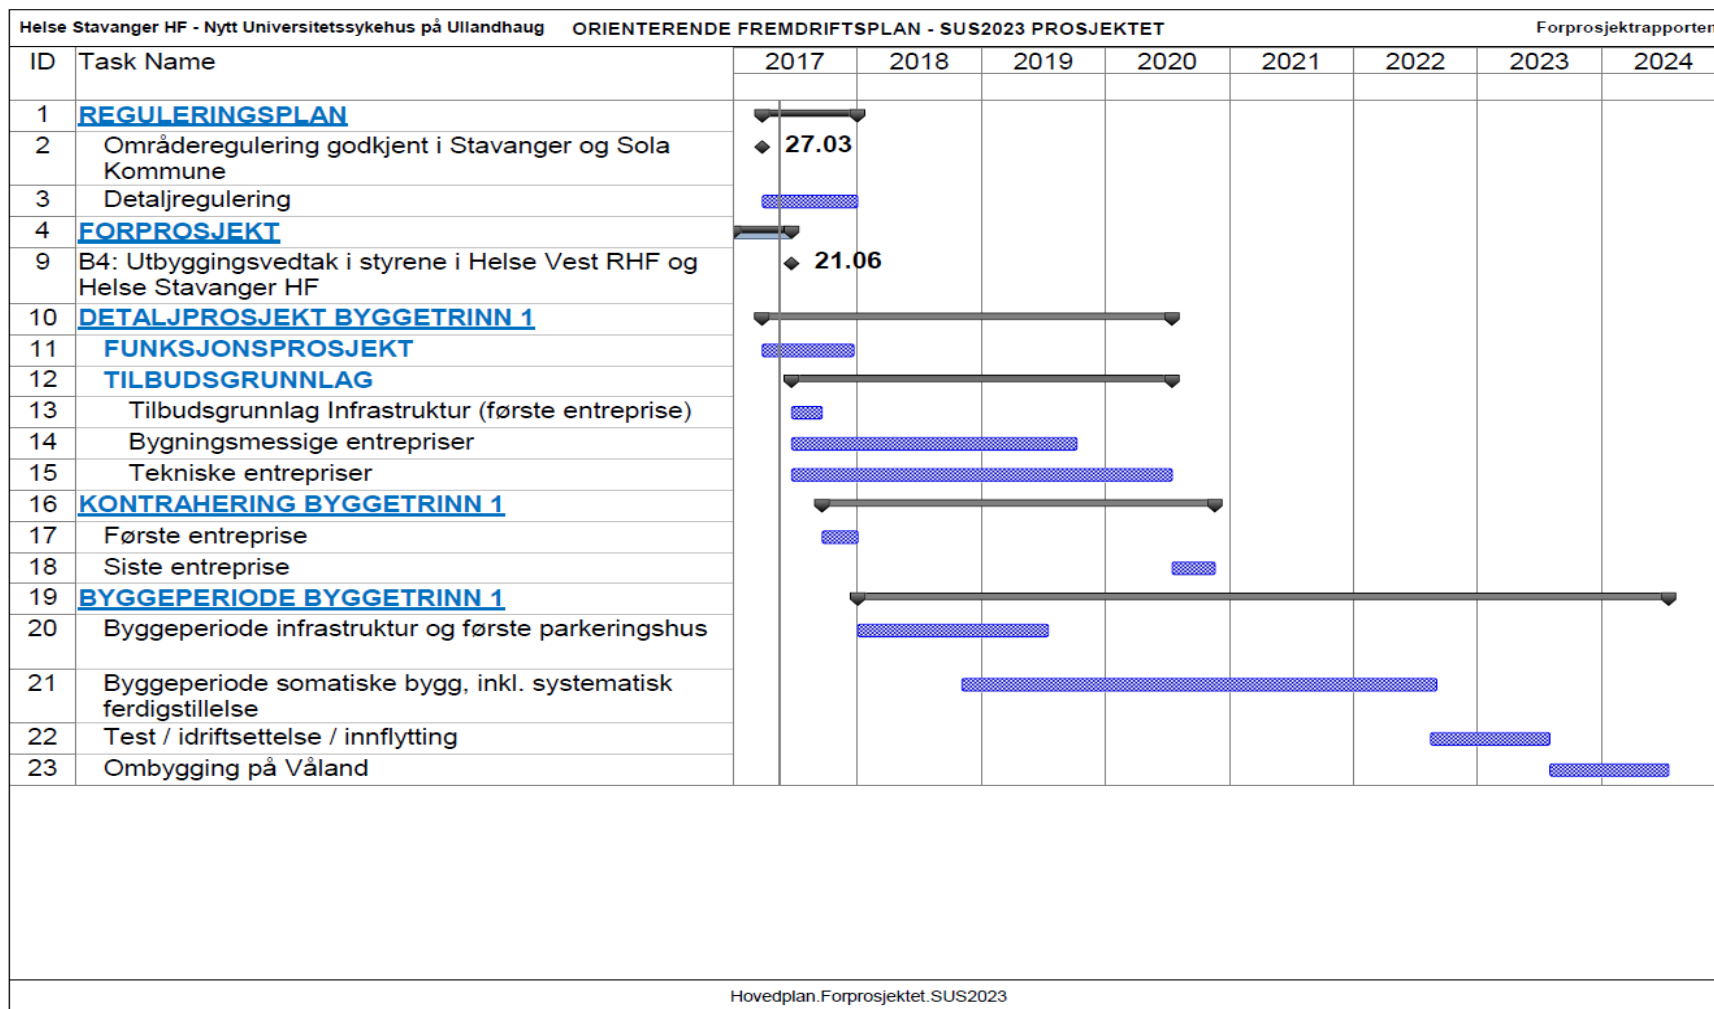 Helse Stavanger HF - Nytt Universitetssykehus på Ullandhaug ORIENTERENDE FREMDRIFTSPLAN - SUS2023 PROSJEKTET Forprosjektrapporten
ID Task Name 2017 2018 2019 2020 2021 2022 2023 2024
1 REGULERINGSPLAN
2 Områderegulering godkjent i Stavanger og Sola 27.03
Kommune
3 Detaljregulering
4 FORPROSJEKT
9 B4: Utbyggingsvedtak i styrene i Helse Vest RHF og 21.06
Helse Stavanger HF
10 DETALJPROSJEKT BYGGETRINN 1
11 FUNKSJONSPROSJEKT
12 TILBUDSGRUNNLAG
13 Tilbudsgrunnlag Infrastruktur (første entreprise)
14 Bygningsmessige entrepriser
15 Tekniske entrepriser
16 KONTRAHERING BYGGETRINN 1
17 Første entreprise
18 Siste entreprise
19 BYGGEPERIODE BYGGETRINN 1
20 Byggeperiode infrastruktur og første parkeringshus
21 Byggeperiode somatiske bygg, inkl. systematisk
ferdigstillelse
22 Test / idriftsettelse / innflytting
23 Ombygging på Våland
Hovedplan.Forprosjektet.SUS2023